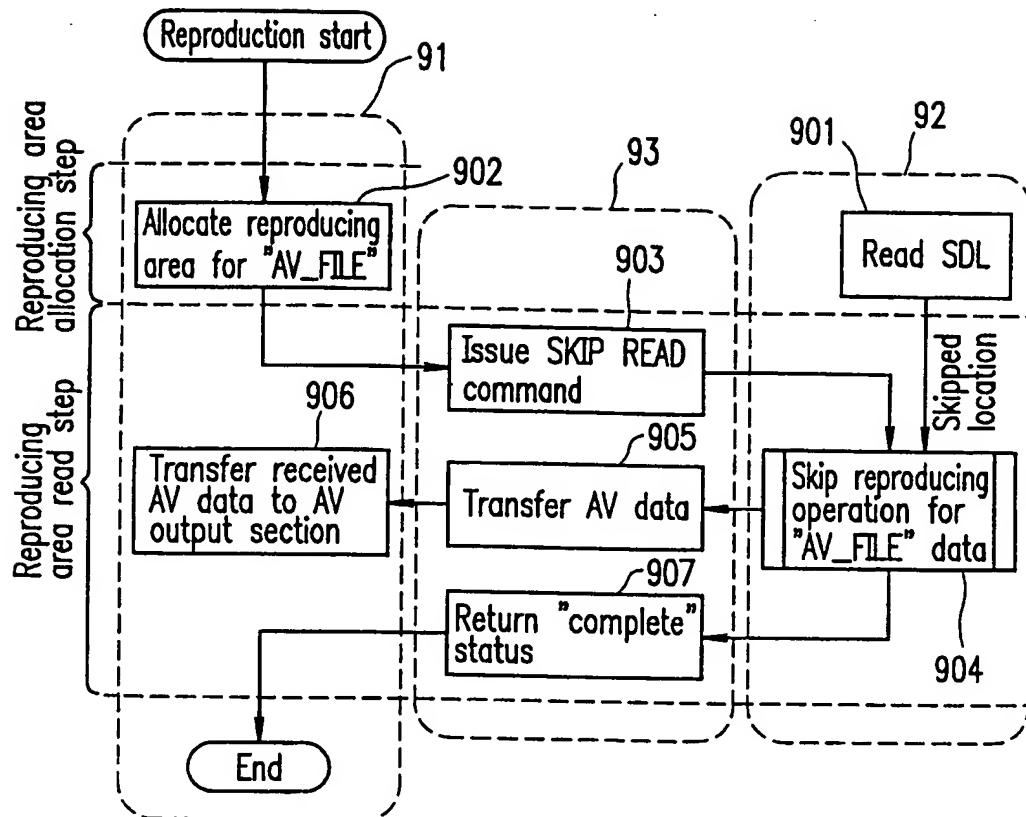 Reproduction start
91
Reproducing area
allocation step
902
Allocate reproducing
area for "AV_FILE"
93
903
901
92
Read SDL
Reproducing
area read step
Issue SKIP READ
command
Skipped
location
906
Transfer received
AV data to AV
output section
905
Transfer AV data
Skip reproducing
operation for
"AV_FILE" data
904
907
Return "complete"
status
End